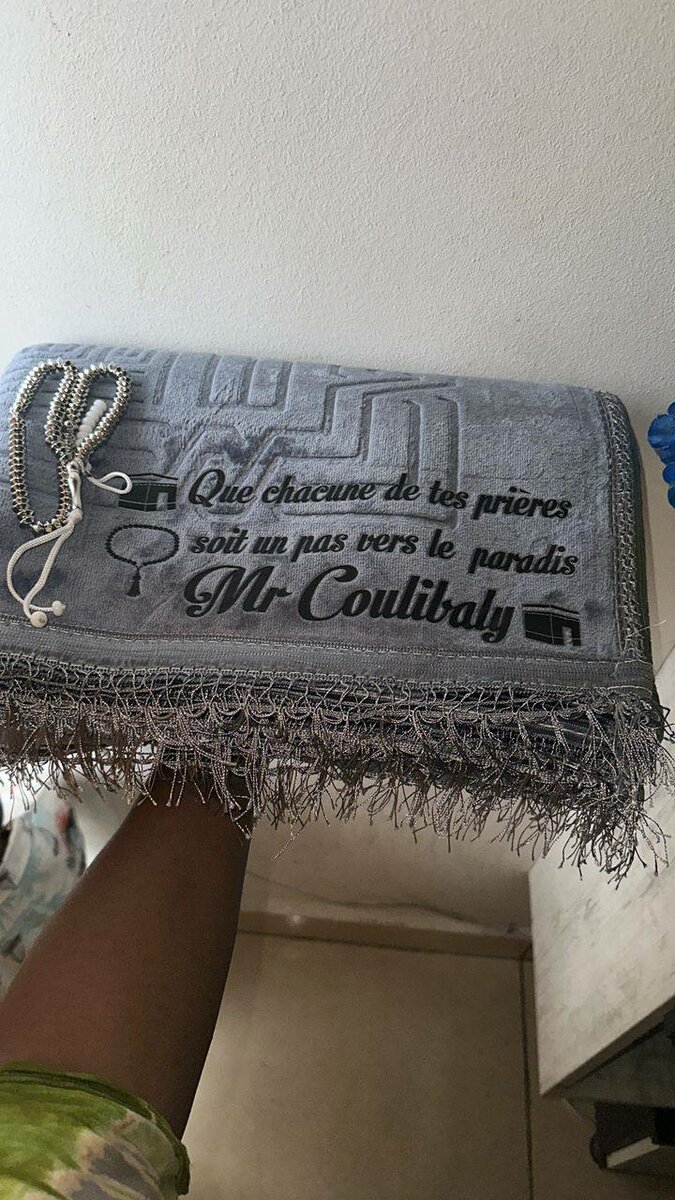 Que chacune de tes prières
soit un pas vers le paradis
Mr Coulibaly